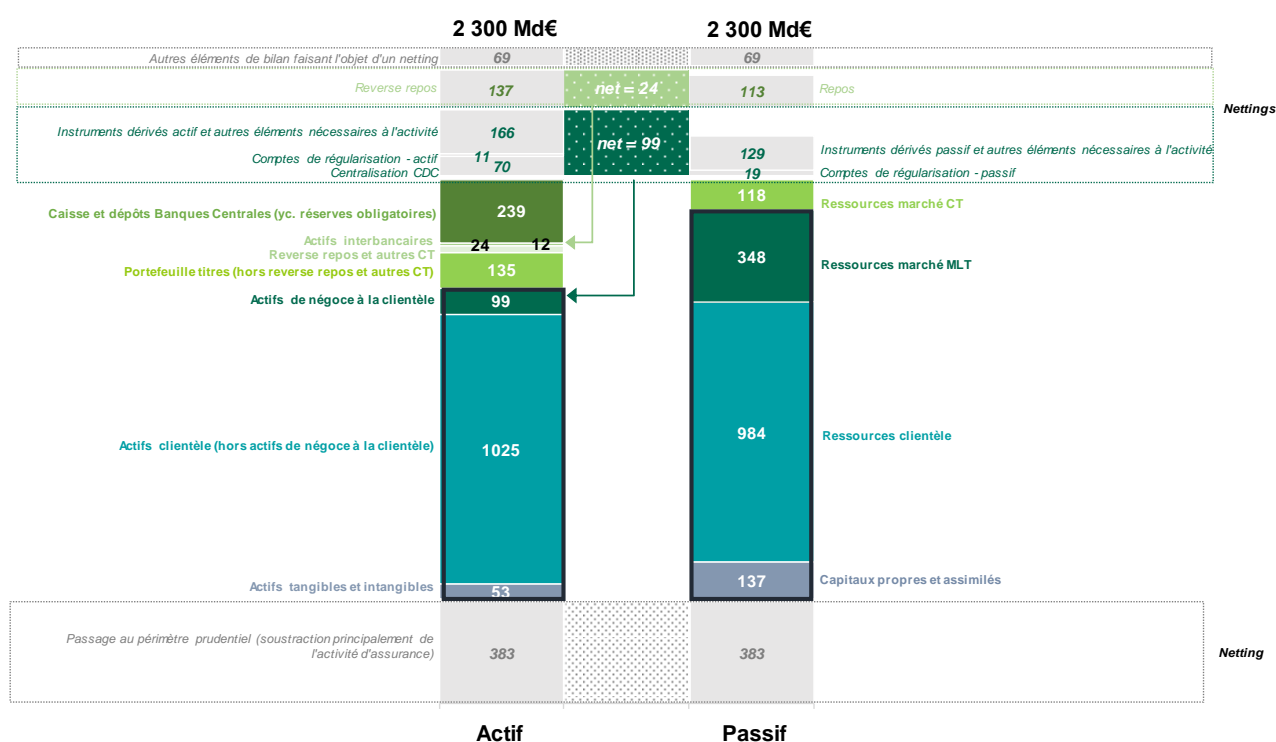 2 300 Md€ 2 300 Md€
Autres éléments de bilan faisant l'objet d'un netting 69 69
Reverse repos 137 net = 24 113 Repos
Nettings
Instruments dérivés actif et autres éléments nécessaires à l'activité 166 net = 99 129 Instruments dérivés passif et autres éléments nécessaires à l'activité
Comptes de régularisation - actif 11
Centralisation CDC 70 19 Comptes de régularisation - passif
Caisse et dépôts Banques Centrales (yc. réserves obligatoires) 239 118 Ressources marché CT
Actifs interbancaires 24 12
Reverse repos et autres CT
Portefeuille titres (hors reverse repos et autres CT) 135 348 Ressources marché MLT
Actifs de négoce à la clientèle 99
Actifs clientèle (hors actifs de négoce à la clientèle) 1025 984 Ressources clientèle
Actifs tangibles et intangibles 53 137 Capitaux propres et assimilés
Passage au périmètre prudentiel (soustraction principalement de
l'activité d'assurance) 383 383 Netting
Actif Passif